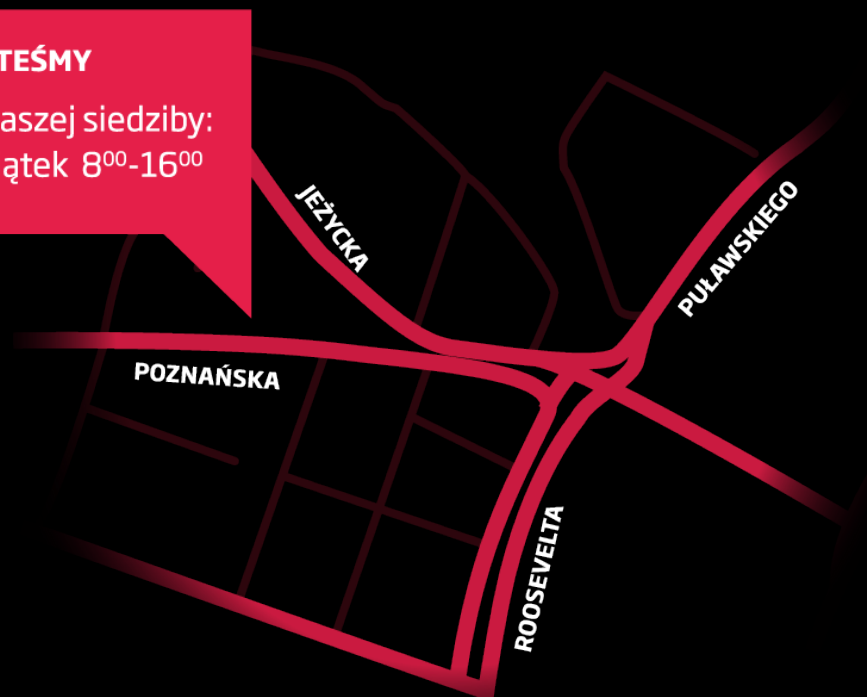 TEŚMY
aszej siedziby:
ątek 8⁰⁰-16⁰⁰
JEŻYCKA
PUŁAWSKIEGO
POZNAŃSKA
ROOSEVELTA